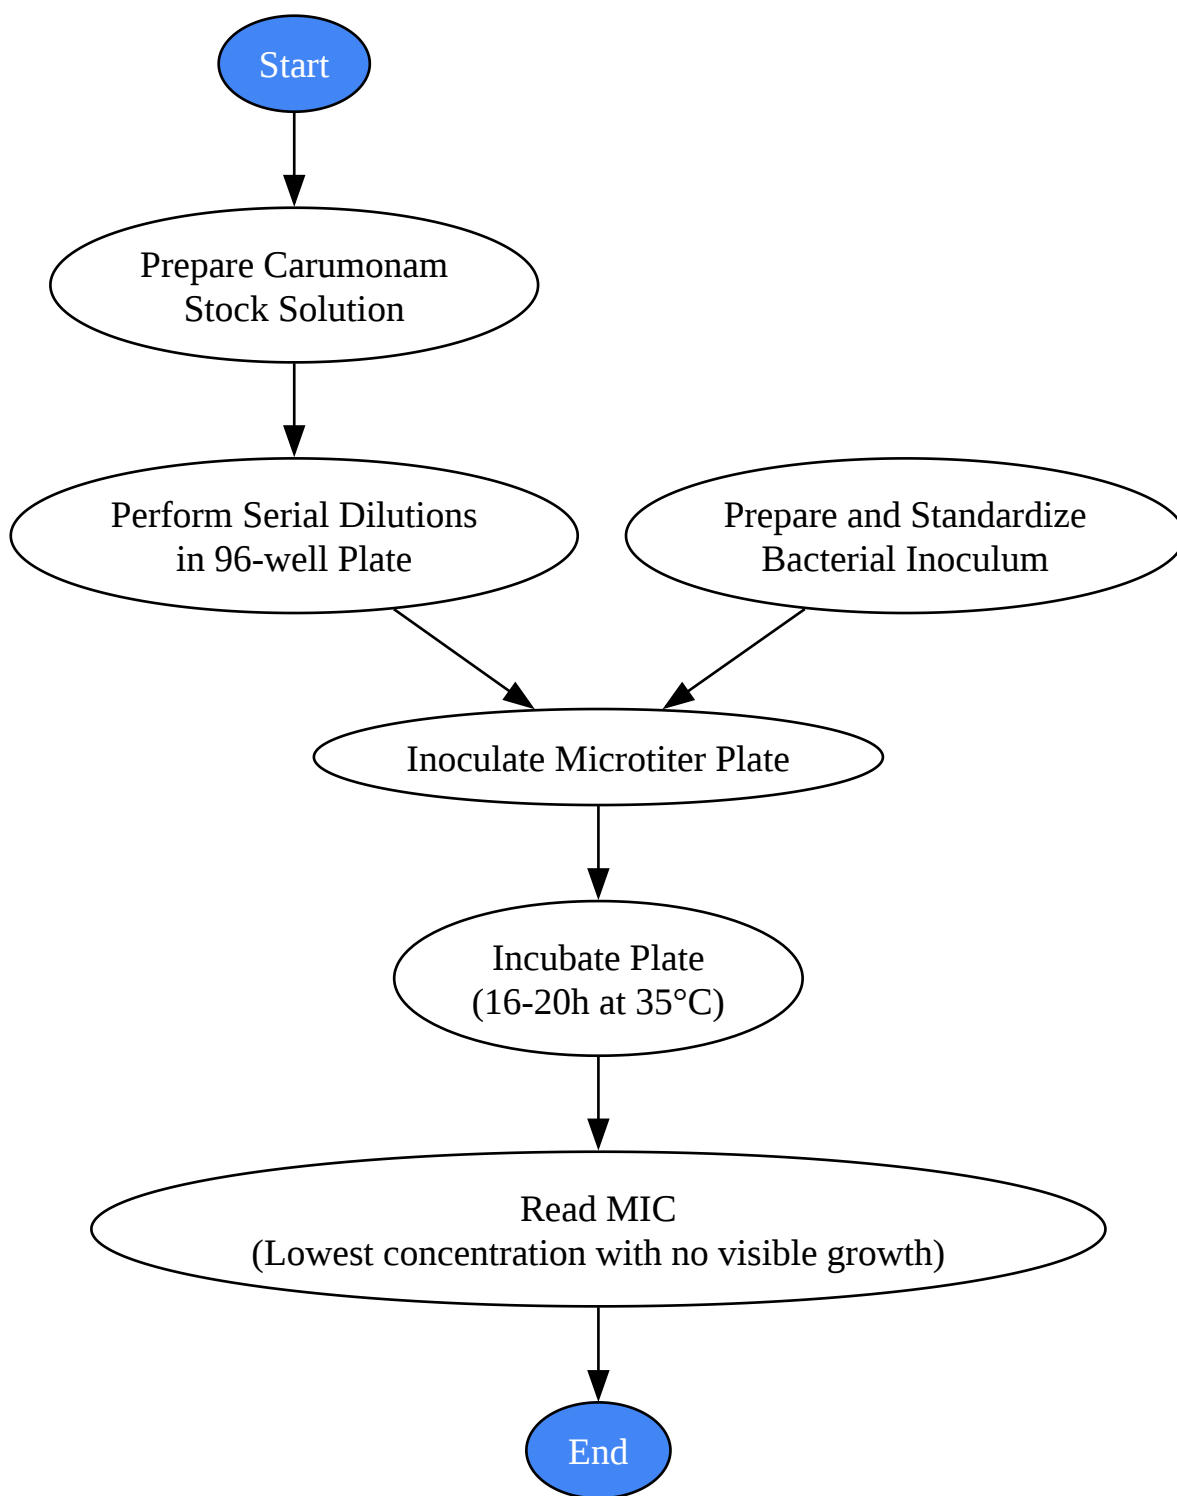 Start
Prepare Carumonam
Stock Solution
Perform Serial Dilutions
in 96-well Plate
Prepare and Standardize
Bacterial Inoculum
Inoculate Microtiter Plate
Incubate Plate
(16-20h at 35°C)
Read MIC
(Lowest concentration with no visible growth)
End